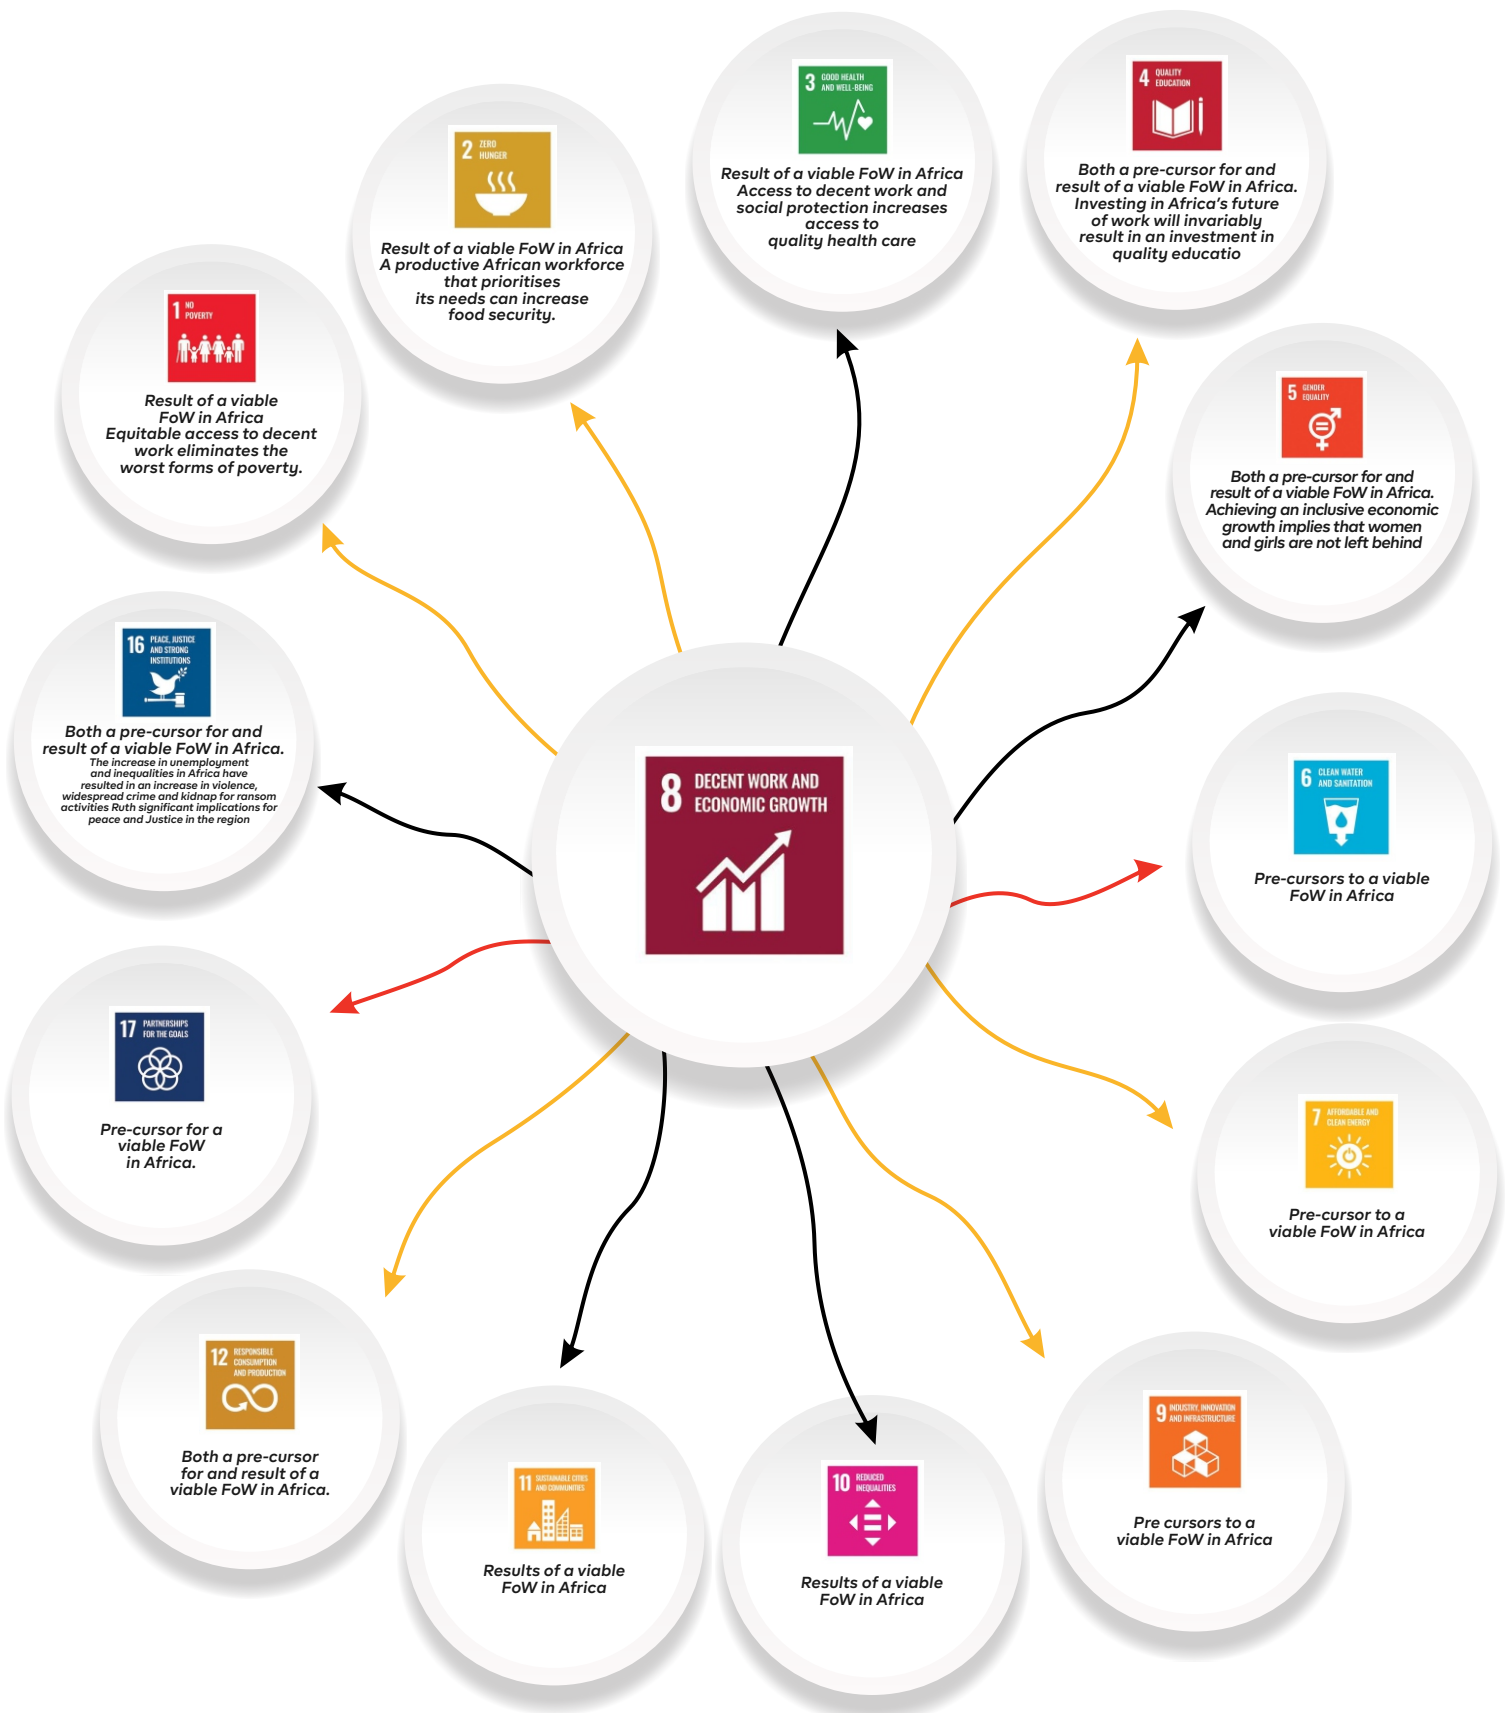 1 NO
POVERTY
Result of a viable
FoW in Africa
Equitable access to decent
work eliminates the
worst forms of poverty.
2 ZERO
HUNGER
Result of a viable FoW in Africa
A productive African workforce
that prioritises
its needs can increase
food security.
3 GOOD HEALTH
AND WELL-BEING
Result of a viable FoW in Africa
Access to decent work and
social protection increases
access to
quality health care
4 QUALITY
EDUCATION
Both a pre-cursor for and
result of a viable FoW in Africa.
Investing in Africa's future
of work will invariably
result in an investment in
quality educatio
5 GENDER
EQUALITY
Both a pre-cursor for and
result of a viable FoW in Africa.
Achieving an inclusive economic
growth implies that women
and girls are not left behind
6 CLEAN WATER
AND SANITATION
Pre-cursors to a viable
FoW in Africa
7 AFFORDABLE AND
CLEAN ENERGY
Pre-cursor to a
viable FoW in Africa
8 DECENT WORK AND
ECONOMIC GROWTH
9 INDUSTRY, INNOVATION
AND INFRASTRUCTURE
Pre cursors to a
viable FoW in Africa
10 REDUCED
INEQUALITIES
Results of a viable
FoW in Africa
11 SUSTAINABLE CITIES
AND COMMUNITIES
Results of a viable
FoW in Africa
12 RESPONSIBLE
CONSUMPTION
AND PRODUCTION
Both a pre-cursor
for and result of a
viable FoW in Africa.
17 PARTNERSHIPS
FOR THE GOALS
Pre-cursor for a
viable FoW
in Africa.
16 PEACE, JUSTICE
AND STRONG
INSTITUTIONS
Both a pre-cursor for and
result of a viable FoW in Africa.
The increase in unemployment
and inequalities in Africa have
resulted in an increase in violence,
widespread crime and kidnap for ransom
activities Ruth significant implications for
peace and Justice in the region